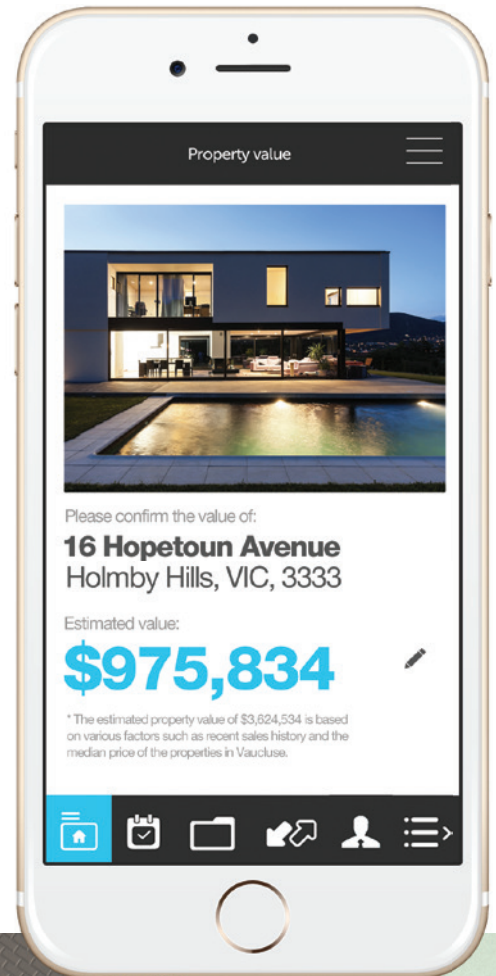 Property value
Please confirm the value of:
16 Hopetoun Avenue
Holmby Hills, VIC, 3333
Estimated value:
$975,834
* The estimated property value of $3,624,534 is based
on various factors such as recent sales history and the
median price of the properties in Vaucluse.